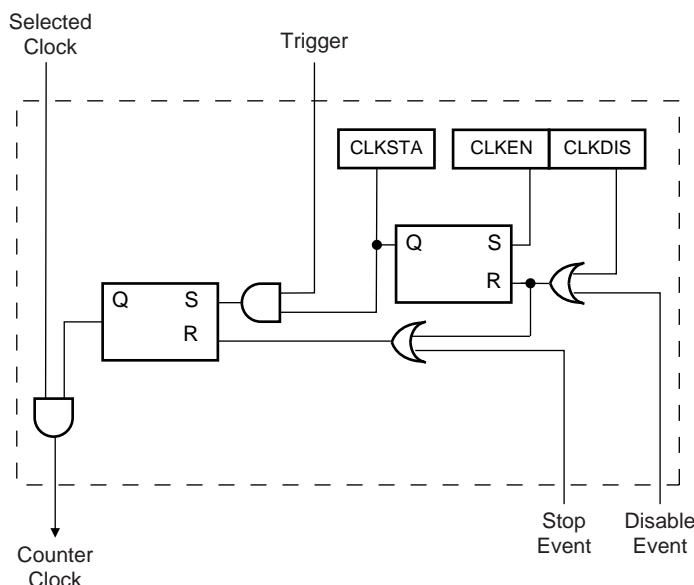 Selected
Clock
Trigger
CLKSTA
CLKEN
CLKDIS
Q
S
R
Q
S
R
Counter
Clock
Stop
Event
Disable
Event